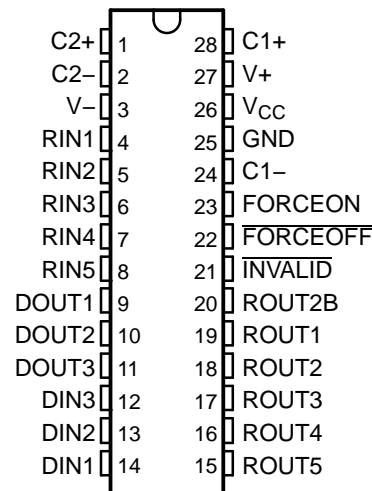 C2+ 1 28 C1+
C2− 2 27 V+
V− 3 26 VCC
RIN1 4 25 GND
RIN2 5 24 C1−
RIN3 6 23 FORCEON
RIN4 7 22 FORCEOFF
RIN5 8 21 INVALID
DOUT1 9 20 ROUT2B
DOUT2 10 19 ROUT1
DOUT3 11 18 ROUT2
DIN3 12 17 ROUT3
DIN2 13 16 ROUT4
DIN1 14 15 ROUT5